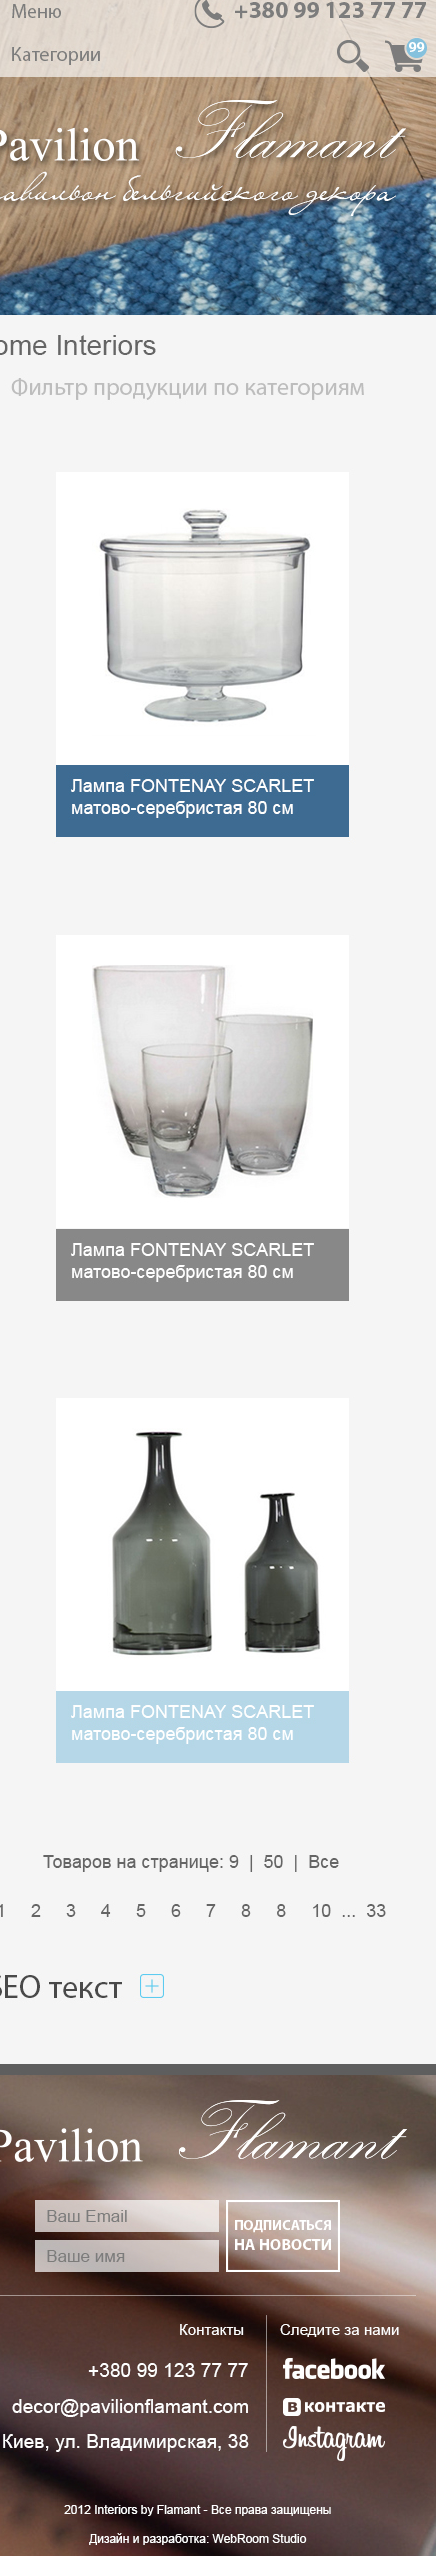 Меню
+380 99 123 77 77
Категории
99
Pavilion Flamant
павильон бельгийского декора
ome Interiors
Фильтр продукции по категориям
Лампа FONTENAY SCARLET
матово-серебристая 80 см
Лампа FONTENAY SCARLET
матово-серебристая 80 см
Лампа FONTENAY SCARLET
матово-серебристая 80 см
Товаров на странице: 9 | 50 | Все
1 2 3 4 5 6 7 8 8 10 ... 33
SEO текст
Pavilion Flamant
Ваш Email
Ваше имя
ПОДПИСАТЬСЯ
НА НОВОСТИ
Контакты
+380 99 123 77 77
decor@pavilionflamant.com
Киев, ул. Владимирская, 38
Следите за нами
facebook
В контакте
Instagram
2012 Interiors by Flamant - Все права защищены
Дизайн и разработка: WebRoom Studio